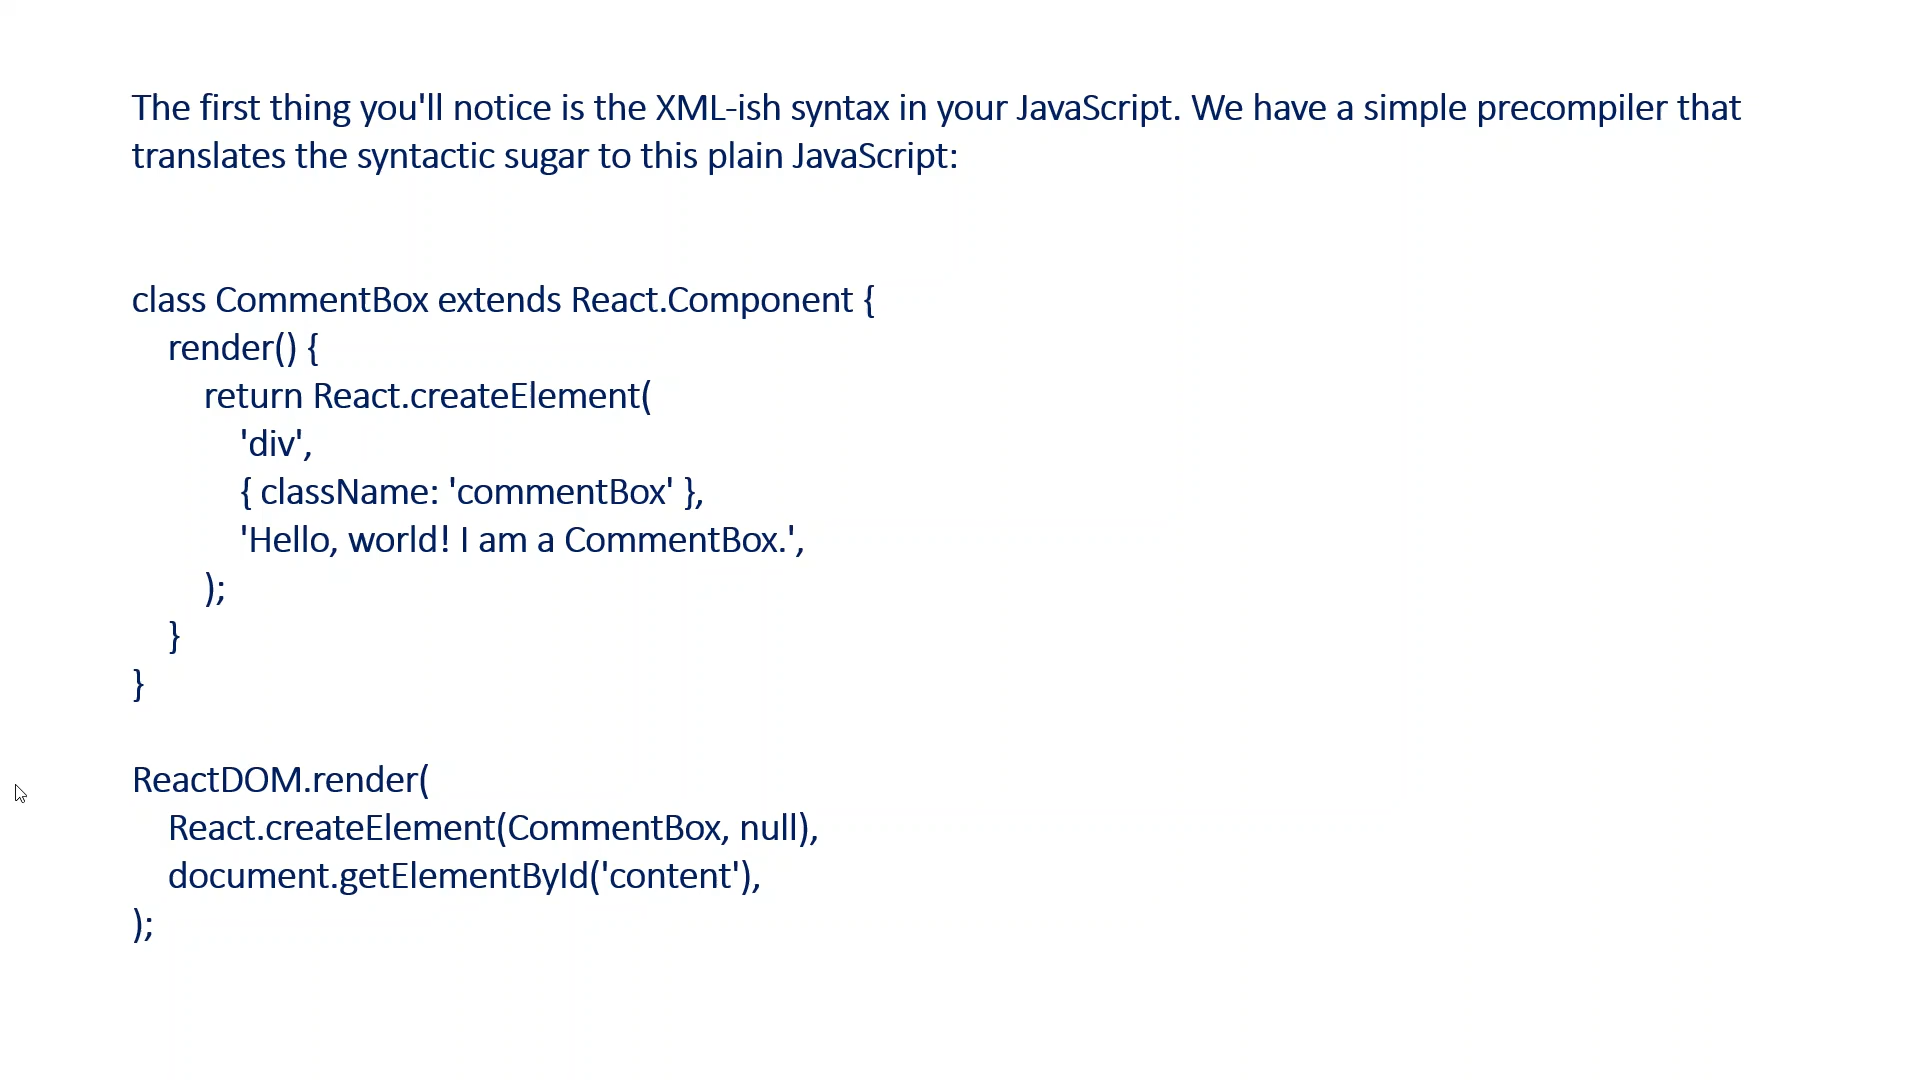 The first thing you'll notice is the XML-ish syntax in your JavaScript. We have a simple precompiler that
translates the syntactic sugar to this plain JavaScript:
class CommentBox extends React.Component {
render() {
return React.createElement(
'div',
{ className: 'commentBox' },
'Hello, world! I am a CommentBox.',
);
}
}
ReactDOM.render(
React.createElement(CommentBox, null),
document.getElementById('content'),
);